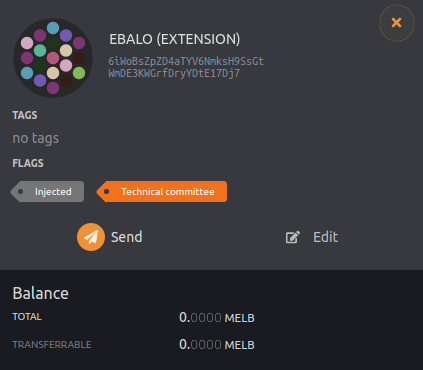 EBALO (EXTENSION)
6iWoBsZpZD4aTYV6NmksH9SsGt
WmDE3KWGrfDryYDtE17Dj7
TAGS
no tags
FLAGS
Injected
Technical committee
Send
Edit
Balance
TOTAL 0.0000 MELB
TRANSFERRABLE 0.0000 MELB